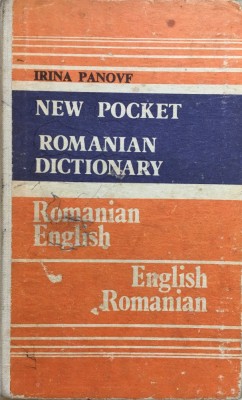 IRINA PANOVF
NEW POCKET
ROMANIAN
DICTIONARY
Romanian
English
English
Romanian